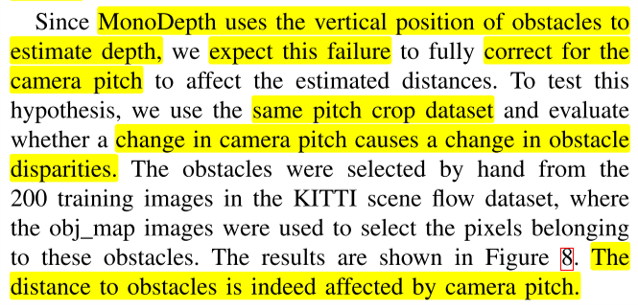 Since MonoDepth uses the vertical position of obstacles to
estimate depth, we expect this failure to fully correct for the
camera pitch to affect the estimated distances. To test this
hypothesis, we use the same pitch crop dataset and evaluate
whether a change in camera pitch causes a change in obstacle
disparities. The obstacles were selected by hand from the
200 training images in the KITTI scene flow dataset, where
the obj_map images were used to select the pixels belonging
to these obstacles. The results are shown in Figure 8. The
distance to obstacles is indeed affected by camera pitch.